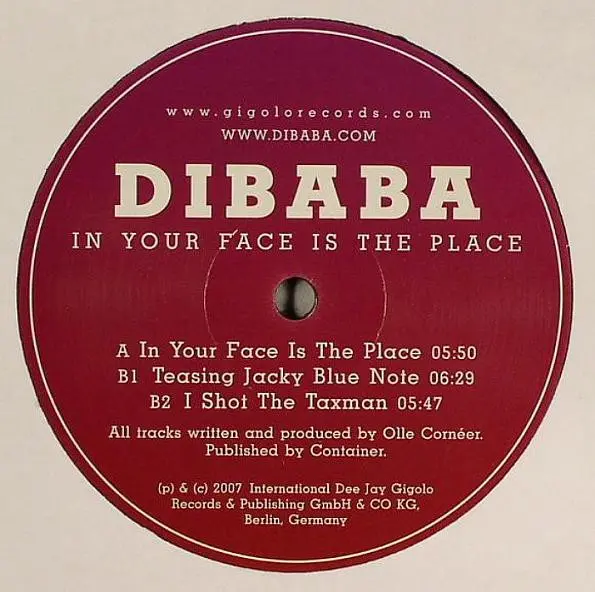 www.gigolorecords.com
WWW.DIBABA.COM
DIBABA
IN YOUR FACE IS THE PLACE
A In Your Face Is The Place 05:50
B1 Teasing Jacky Blue Note 06:29
B2 I Shot The Taxman 05:47
All tracks written and produced by Olle Cornéer.
Published by Container.
(p) & (c) 2007 International Dee Jay Gigolo
Records & Publishing GmbH & CO KG,
Berlin, Germany